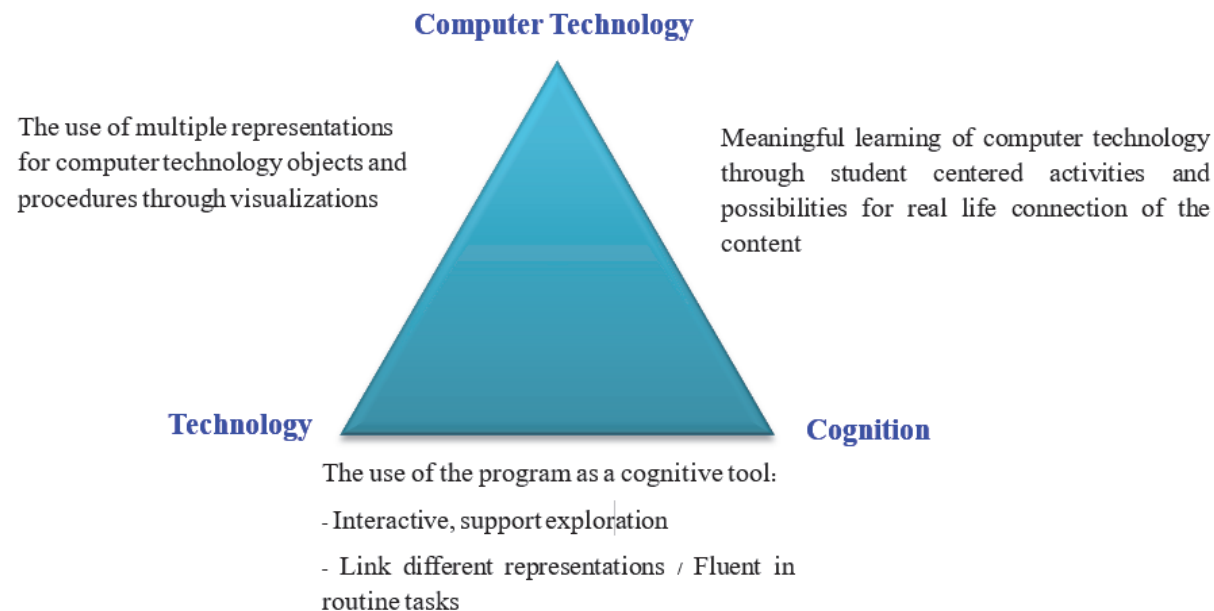 Computer Technology
The use of multiple representations
for computer technology objects and
procedures through visualizations
Meaningful learning of computer technology
through student centered activities and
possibilities for real life connection of the
content
Technology
Cognition
The use of the program as a cognitive tool:
- Interactive, support exploration
- Link different representations / Fluent in
routine tasks